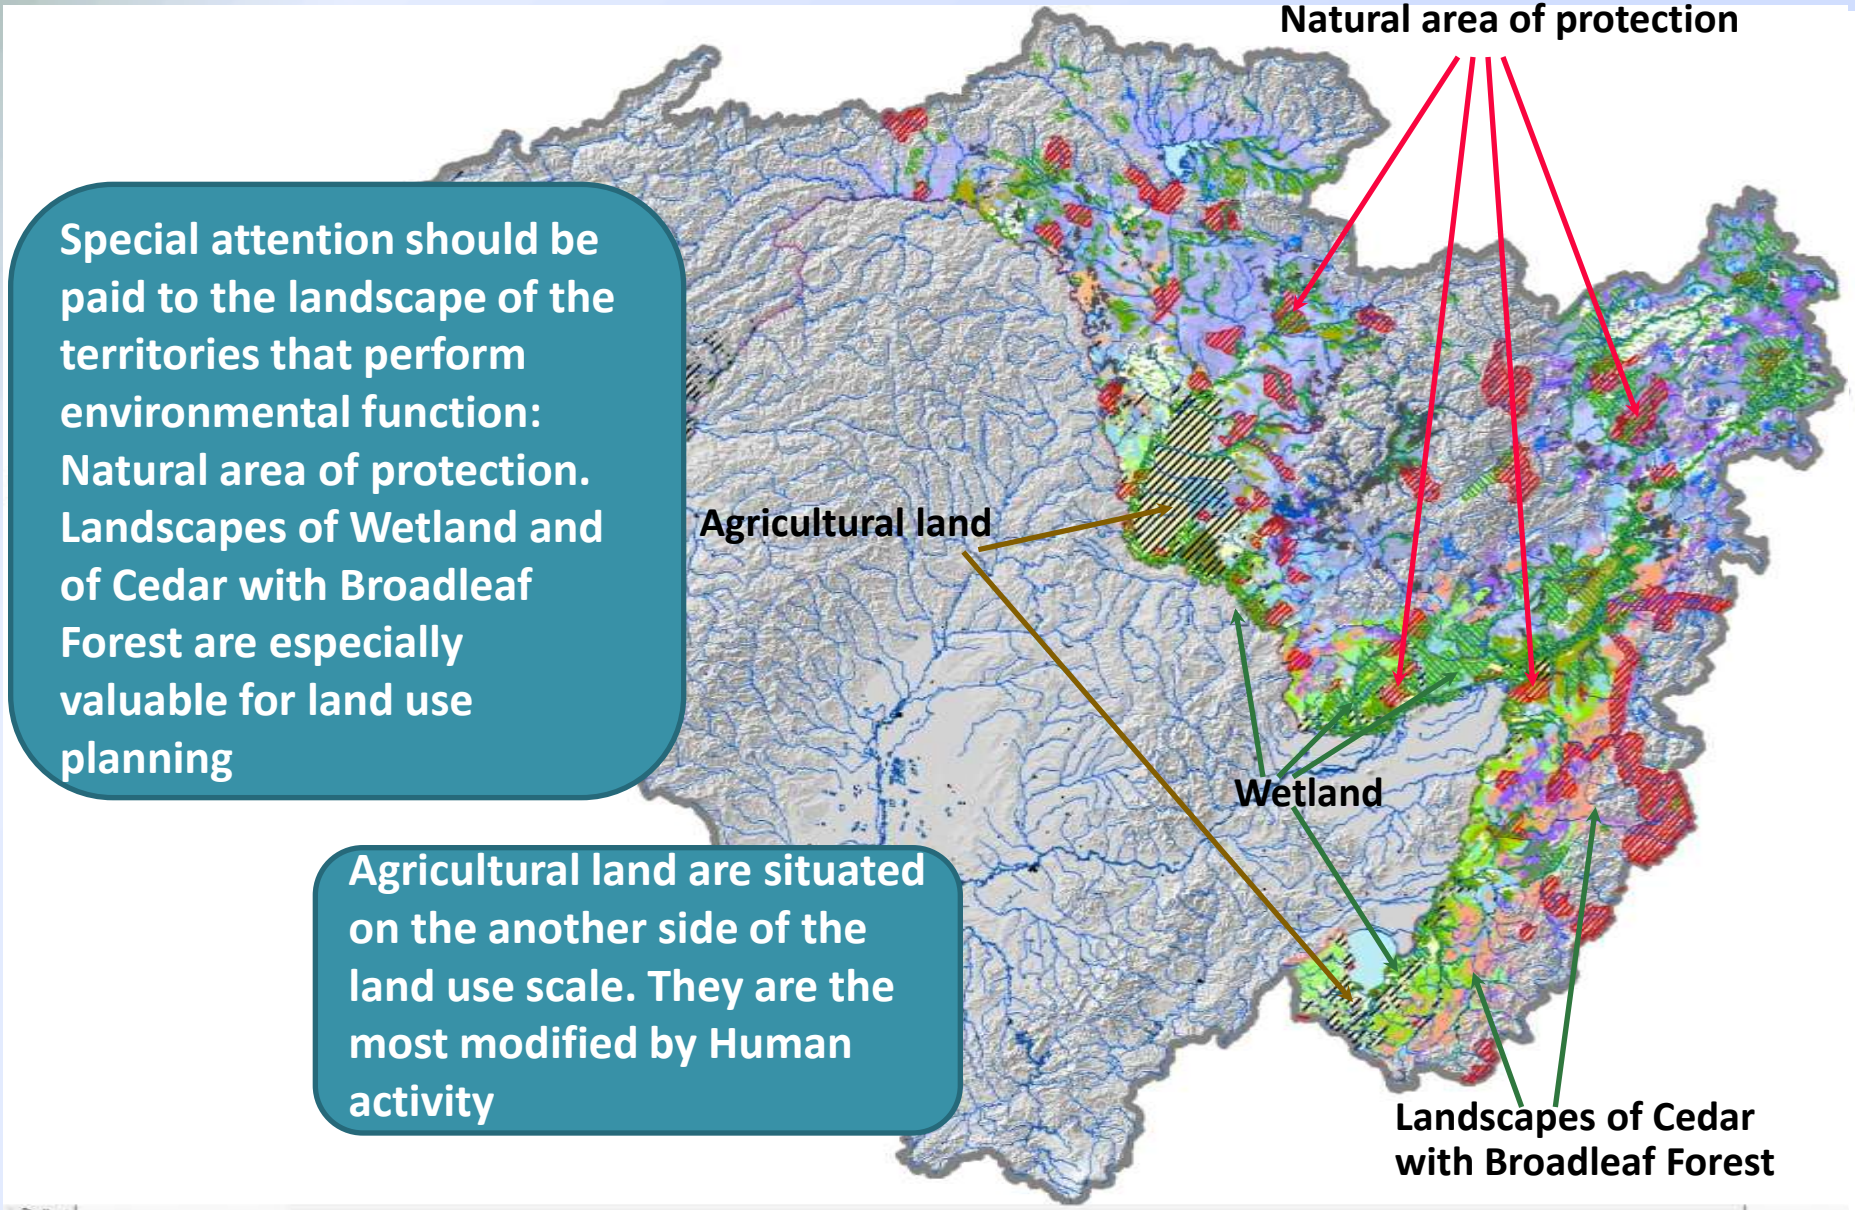 Natural area of protection
Special attention should be
paid to the landscape of the
territories that perform
environmental function:
Natural area of protection.
Landscapes of Wetland and
of Cedar with Broadleaf
Forest are especially
valuable for land use
planning
Agricultural land
Wetland
Agricultural land are situated
on the another side of the
land use scale. They are the
most modified by Human
activity
Landscapes of Cedar
with Broadleaf Forest